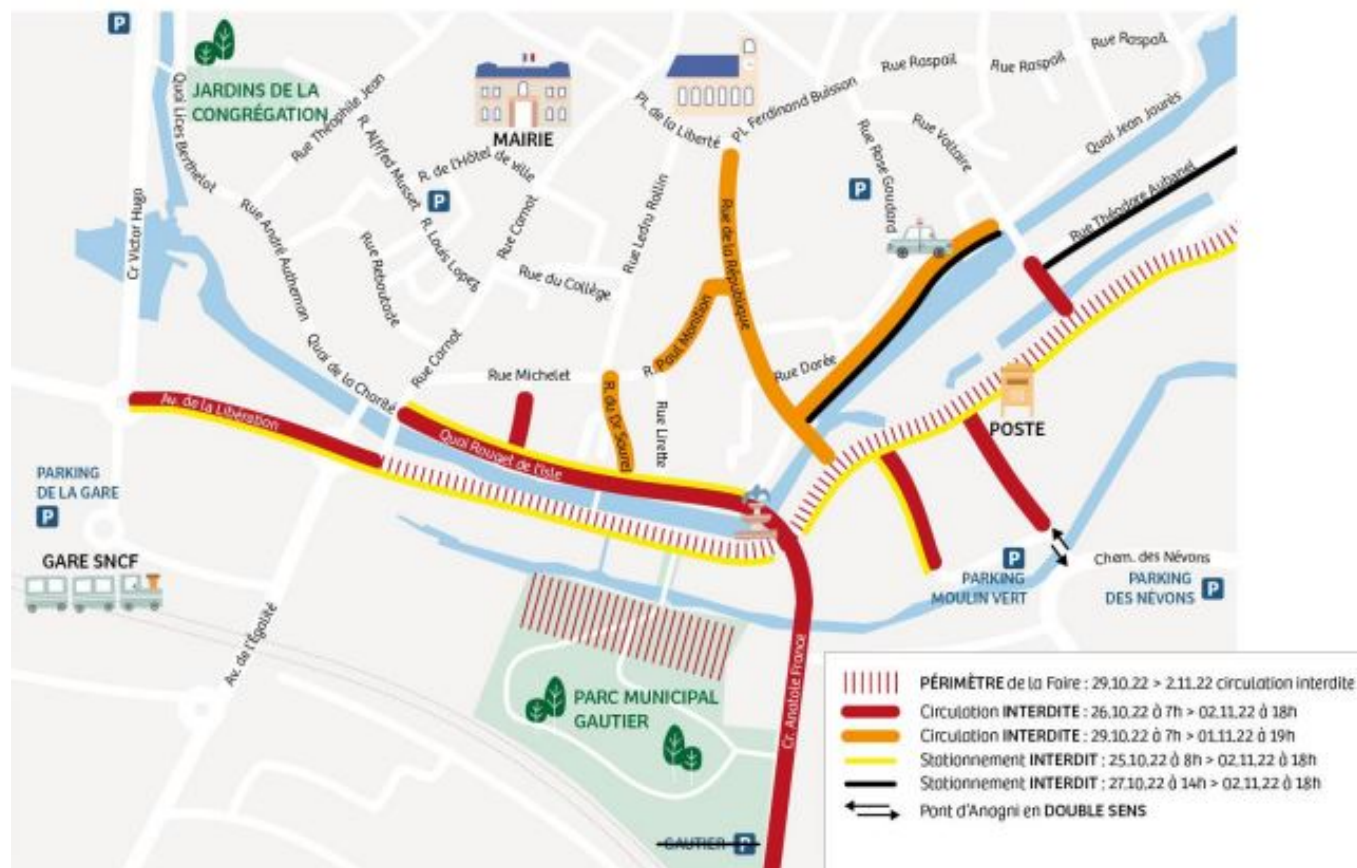 P
JARDINS DE LA
CONGRÉGATION
Quai Lices Berthelot
Rue Théophile Jean
R. Alfrfed Musset
MAIRIE
R. de l'Hôtel de ville
P
Pl. de la Liberté
Pl. Ferdinand Buisson
Rue Raspail
Rue Raspail
Rue Raspail
Rue Voltaire
Quai Jean Jaurès
Rue Rose Goudard
P
Rue Théodore Aubanel
Cr Victor Hugo
Rue André Autheman
Rue Reboutade
R. Louis Lopez
Rue Carnot
Rue Ledru Rollin
Rue du Collège
Rue de la République
R. Paul Monition
Rue Dorée
Quai de la Charité
Rue Carnot
Rue Michelet
R. du Dr Sourel
Rue Lirette
Av. de la Libération
Quai Rouget de l'Isle
POSTE
PARKING
DE LA GARE
P
GARE SNCF
P
PARKING
MOULIN VERT
Chem. des Névons
PARKING
DES NÉVONS
P
Av. de l'Égalité
PARC MUNICIPAL
GAUTIER
Cr. Anatole France
GAUTIER P
PÉRIMÈTRE de la Foire : 29.10.22 > 2.11.22 circulation interdite
Circulation INTERDITE : 26.10.22 à 7h > 02.11.22 à 18h
Circulation INTERDITE : 29.10.22 à 7h > 01.11.22 à 19h
Stationnement INTERDIT : 25.10.22 à 8h > 02.11.22 à 18h
Stationnement INTERDIT : 27.10.22 à 14h > 02.11.22 à 18h
Pont d'Anagni en DOUBLE SENS